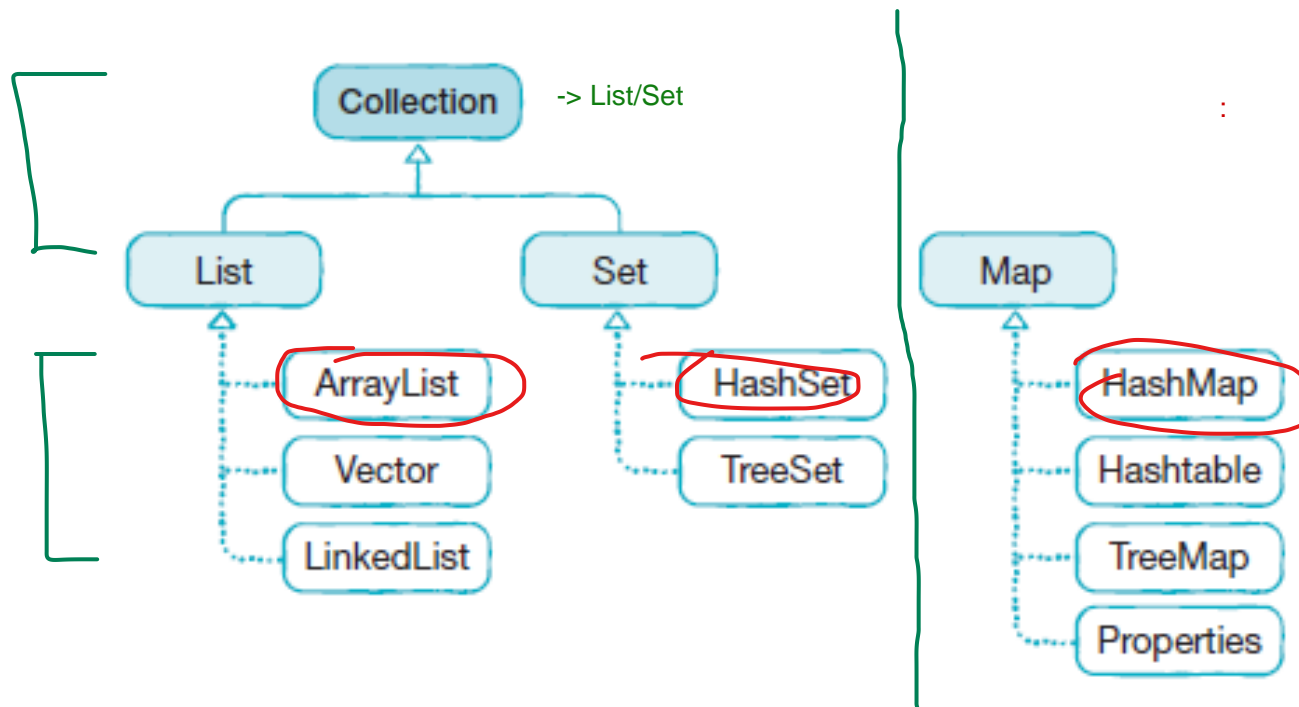 Collection
-> List/Set
:
List
Set
Map
ArrayList
HashSet
HashMap
Vector
TreeSet
Hashtable
LinkedList
TreeMap
Properties